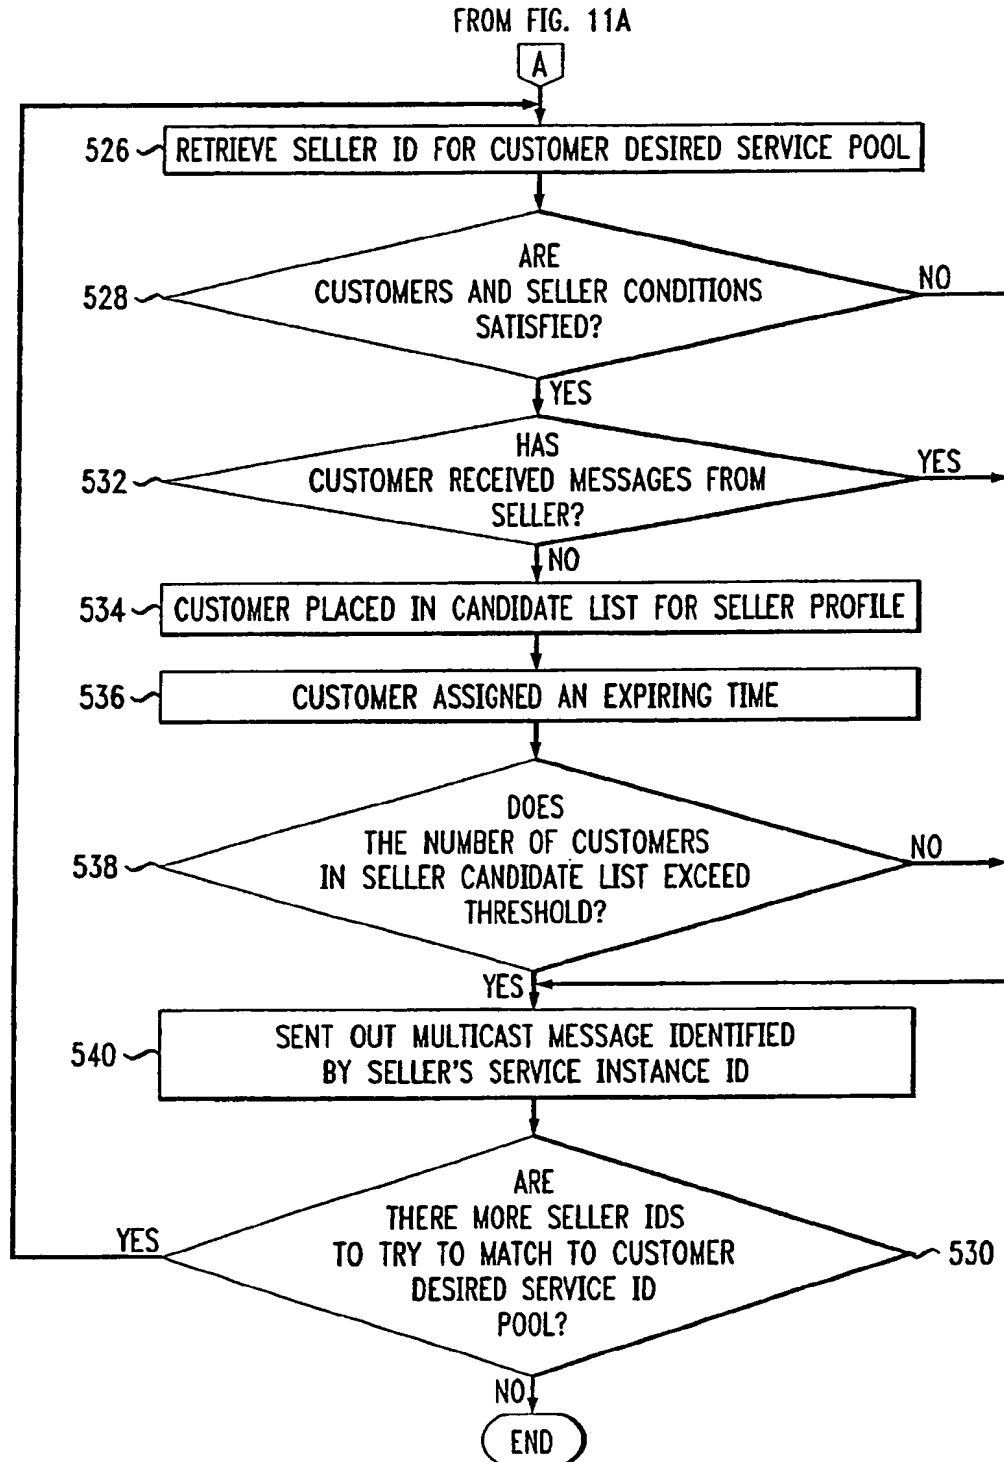 FROM FIG. 11A
A
526
RETRIEVE SELLER ID FOR CUSTOMER DESIRED SERVICE POOL
528
ARE
CUSTOMERS AND SELLER CONDITIONS
SATISFIED?
NO
YES
532
HAS
CUSTOMER RECEIVED MESSAGES FROM
SELLER?
YES
NO
534
CUSTOMER PLACED IN CANDIDATE LIST FOR SELLER PROFILE
536
CUSTOMER ASSIGNED AN EXPIRING TIME
538
DOES
THE NUMBER OF CUSTOMERS
IN SELLER CANDIDATE LIST EXCEED
THRESHOLD?
NO
YES
540
SENT OUT MULTICAST MESSAGE IDENTIFIED
BY SELLER'S SERVICE INSTANCE ID
YES
ARE
THERE MORE SELLER IDS
TO TRY TO MATCH TO CUSTOMER
DESIRED SERVICE ID
POOL?
530
NO
END